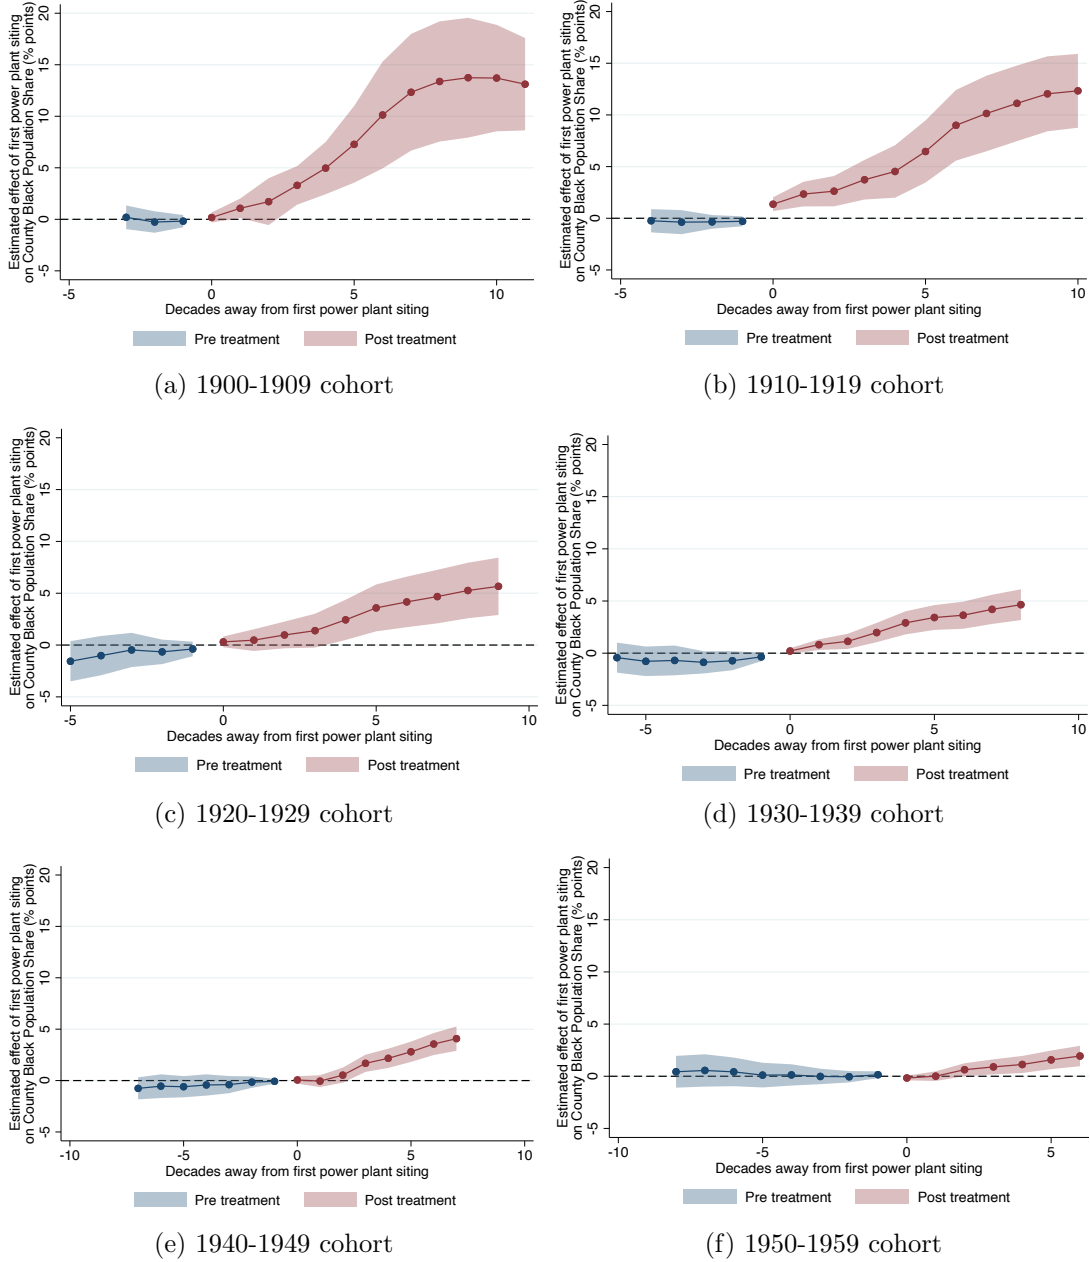 Estimated effect of first power plant siting
on County Black Population Share (% points)
20
15
10
5
0
-5
-5
0
5
10
Decades away from first power plant siting
Pre treatment
Post treatment
(a) 1900-1909 cohort
Estimated effect of first power plant siting
on County Black Population Share (% points)
20
15
10
5
0
-5
-5
0
5
10
Decades away from first power plant siting
Pre treatment
Post treatment
(b) 1910-1919 cohort
Estimated effect of first power plant siting
on County Black Population Share (% points)
20
15
10
5
0
-5
-5
0
5
10
Decades away from first power plant siting
Pre treatment
Post treatment
(c) 1920-1929 cohort
Estimated effect of first power plant siting
on County Black Population Share (% points)
20
15
10
5
0
-5
-5
0
5
10
Decades away from first power plant siting
Pre treatment
Post treatment
(d) 1930-1939 cohort
Estimated effect of first power plant siting
on County Black Population Share (% points)
20
15
10
5
0
-5
-10
-5
0
5
10
Decades away from first power plant siting
Pre treatment
Post treatment
(e) 1940-1949 cohort
Estimated effect of first power plant siting
on County Black Population Share (% points)
20
15
10
5
0
-5
-10
-5
0
5
Decades away from first power plant siting
Pre treatment
Post treatment
(f) 1950-1959 cohort